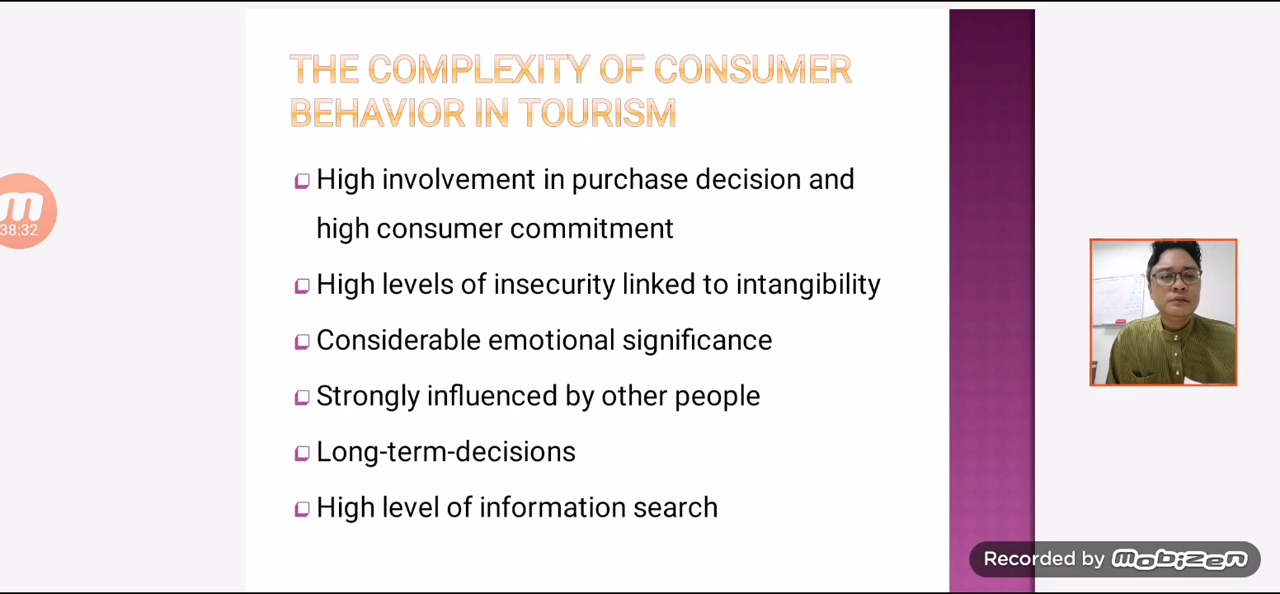 THE COMPLEXITY OF CONSUMER
BEHAVIOR IN TOURISM
High involvement in purchase decision and
high consumer commitment
High levels of insecurity linked to intangibility
Considerable emotional significance
Strongly influenced by other people
Long-term-decisions
High level of information search
m
38:32
Recorded by mobizen